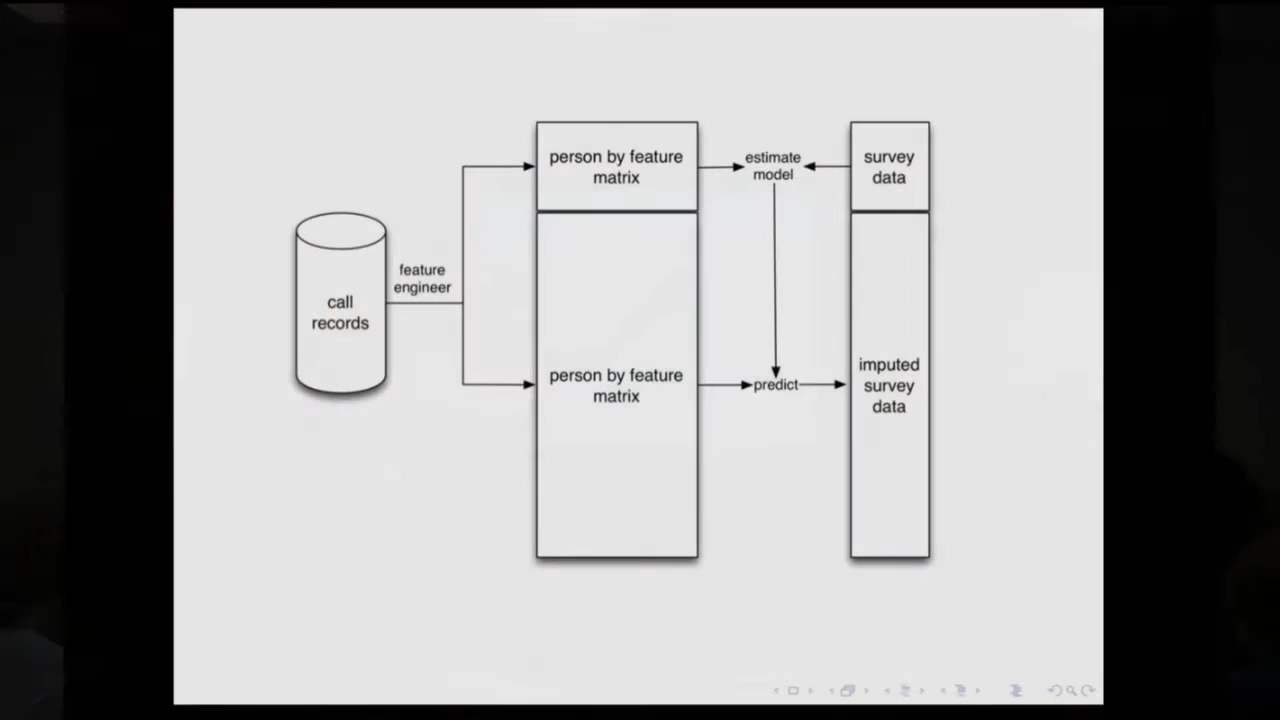 call
records
feature
engineer
person by feature
matrix
estimate
model
survey
data
person by feature
matrix
predict
imputed
survey
data